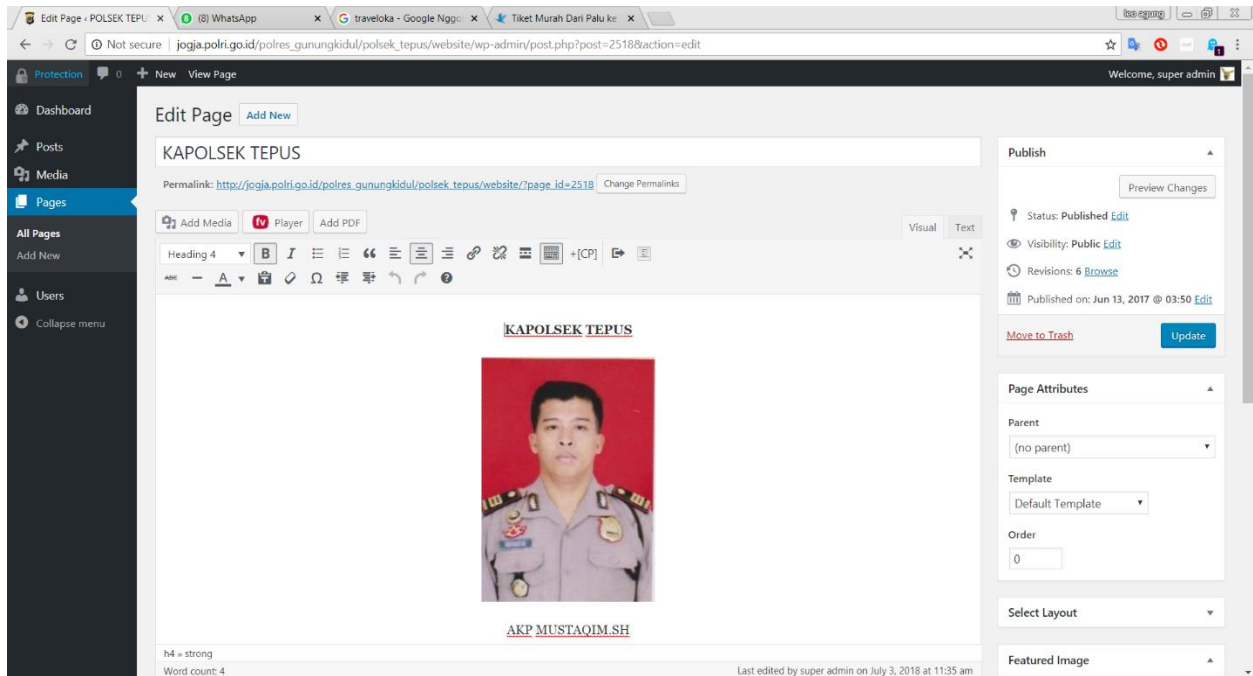 Edit Page ‹ POLSEK TEPU
(8) WhatsApp
traveloka - Google Nggo
Tiket Murah Dari Palu ke
Not secure
jogja.polri.go.id/polres_gunungkidul/polsek_tepus/website/wp-admin/post.php?post=2518&action=edit
Protection
0
New
View Page
Welcome, super admin
Dashboard
Posts
Media
Pages
All Pages
Add New
Users
Collapse menu
Edit Page
Add New
KAPOLSEK TEPUS
Permalink: http://jogja.polri.go.id/polres_gunungkidul/polsek_tepus/website/?page_id=2518
Change Permalinks
Add Media
fv Player
Add PDF
Visual
Text
Heading 4
B
I
+[CP]
ABC
A
Ω
KAPOLSEK TEPUS
AKP MUSTAQIM.SH
h4 » strong
Word count: 4
Last edited by super admin on July 3, 2018 at 11:35 am
Publish
Preview Changes
Status: Published Edit
Visibility: Public Edit
Revisions: 6 Browse
Published on: Jun 13, 2017 @ 03:50 Edit
Move to Trash
Update
Page Attributes
Parent
(no parent)
Template
Default Template
Order
0
Select Layout
Featured Image